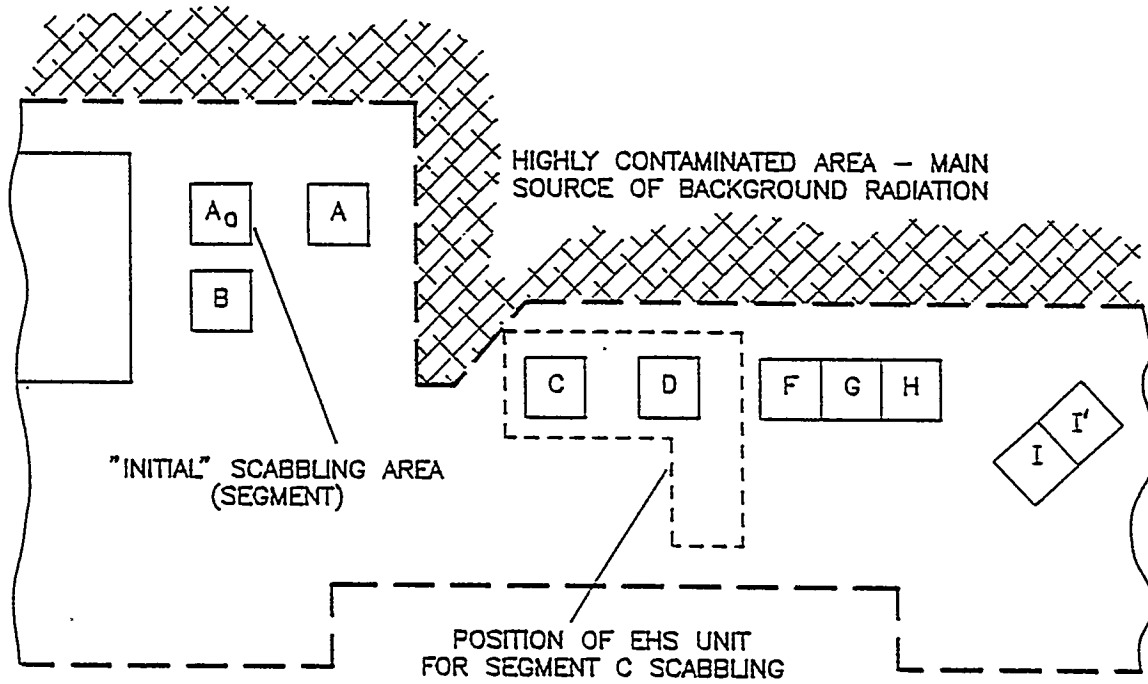 HIGHLY CONTAMINATED AREA – MAIN
SOURCE OF BACKGROUND RADIATION
Aa
A
B
C
D
F
G
H
I
I'
"INITIAL" SCABBLING AREA
(SEGMENT)
POSITION OF EHS UNIT
FOR SEGMENT C SCABBLING